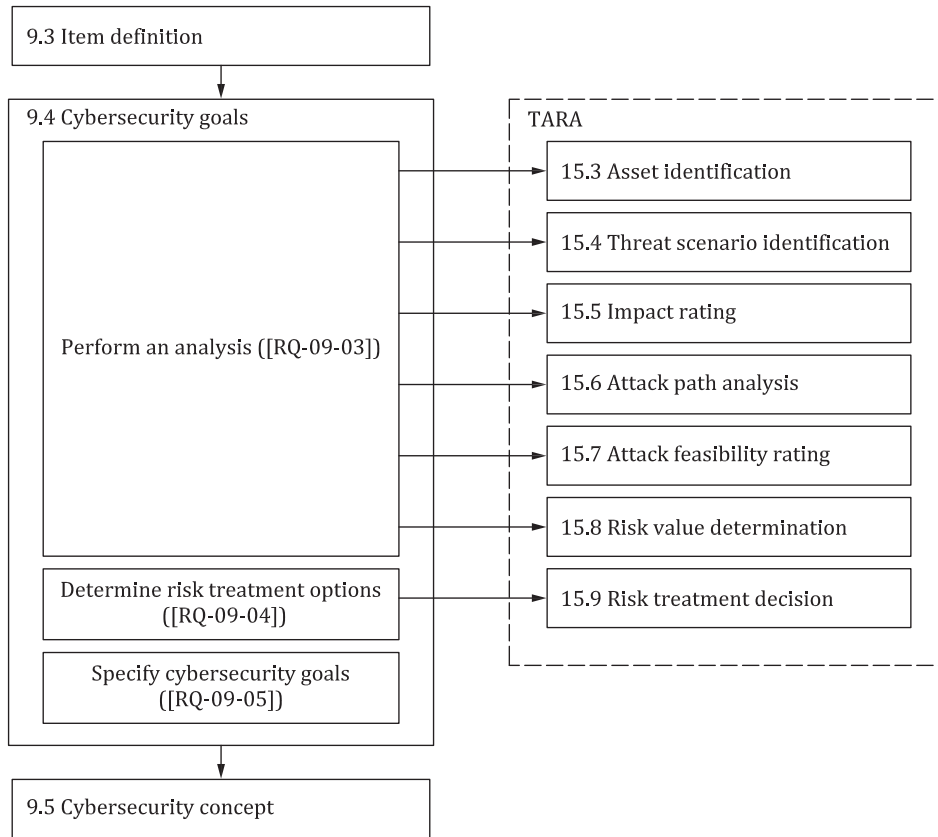 9.3 Item definition
9.4 Cybersecurity goals
Perform an analysis ([RQ-09-03])
Determine risk treatment options
([RQ-09-04])
Specify cybersecurity goals
([RQ-09-05])
TARA
15.3 Asset identification
15.4 Threat scenario identification
15.5 Impact rating
15.6 Attack path analysis
15.7 Attack feasibility rating
15.8 Risk value determination
15.9 Risk treatment decision
9.5 Cybersecurity concept